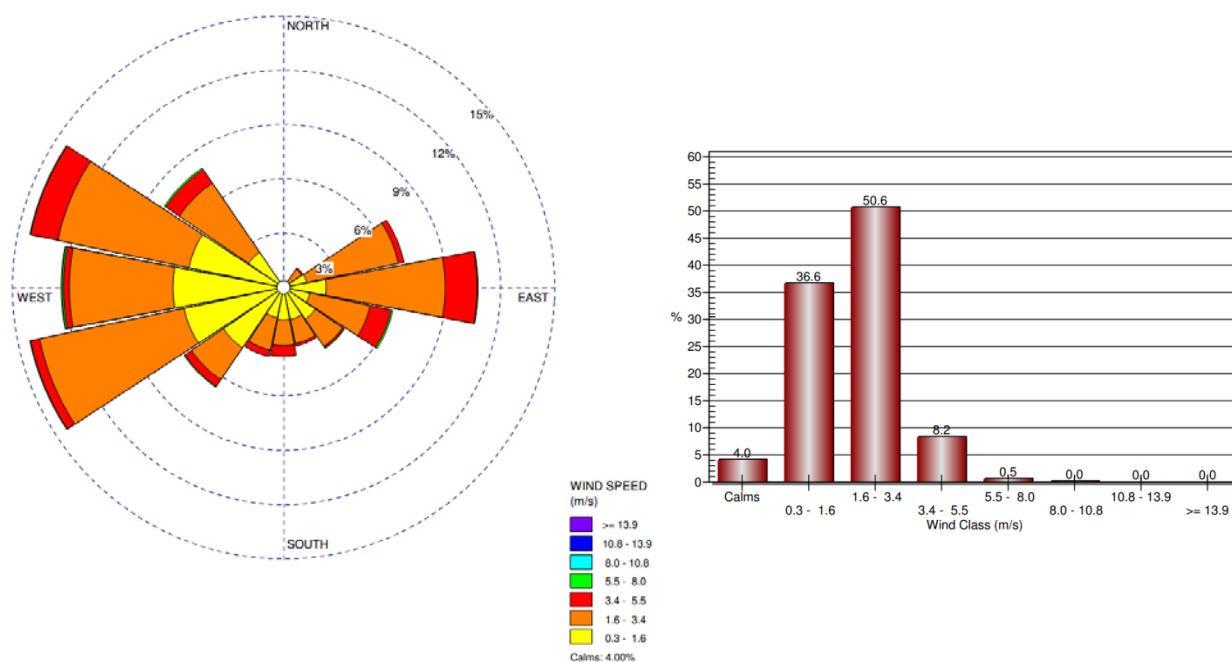 NORTH
15%
12%
9%
6%
3%
WEST
EAST
SOUTH
WIND SPEED
(m/s)
>= 13.9
10.8 - 13.9
8.0 - 10.8
5.5 - 8.0
3.4 - 5.5
1.6 - 3.4
0.3 - 1.6
Calms: 4.00%
60
55
50
45
40
35
30
25
20
15
10
5
0
%
4.0
36.6
50.6
8.2
0.5
0.0
0.0
0.0
Calms
0.3 - 1.6
1.6 - 3.4
3.4 - 5.5
5.5 - 8.0
8.0 - 10.8
10.8 - 13.9
>= 13.9
Wind Class (m/s)